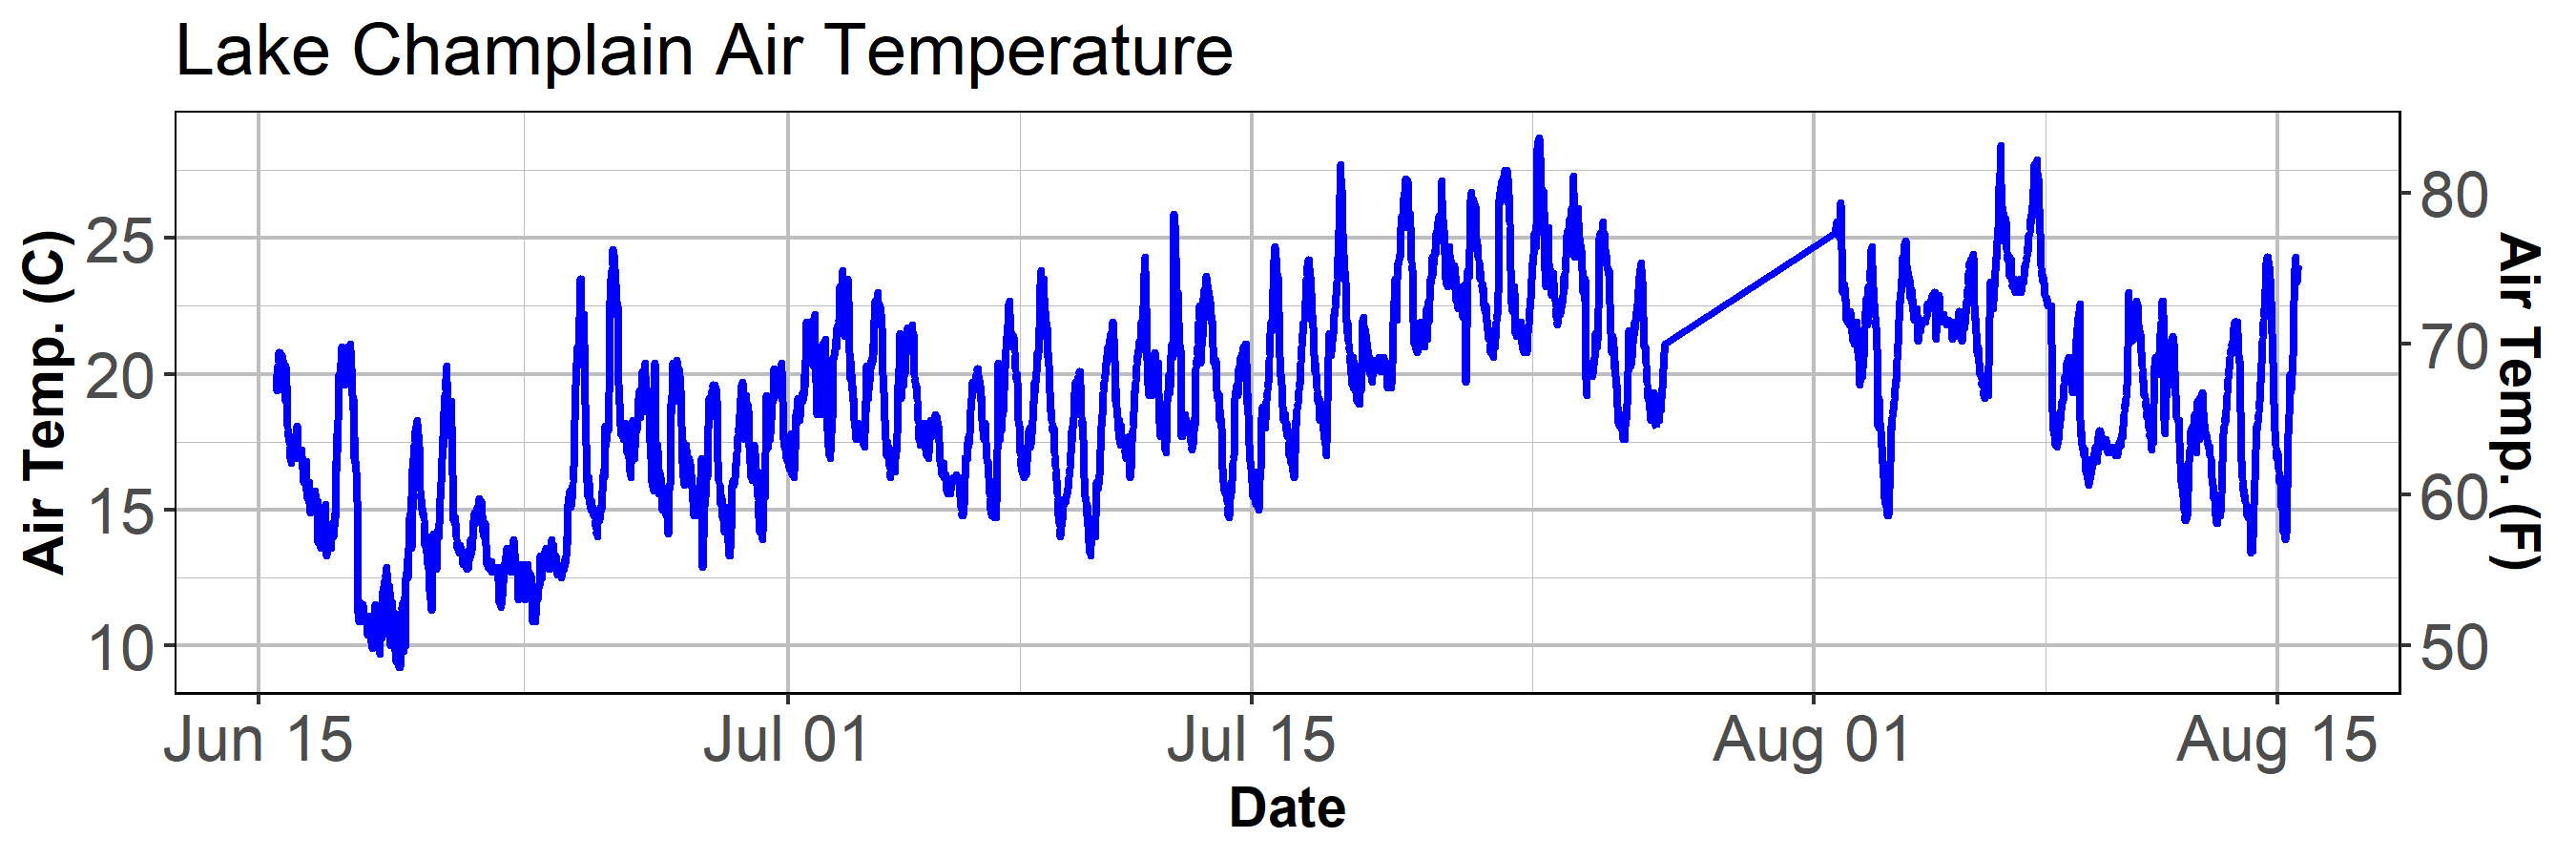 Lake Champlain Air Temperature
Air Temp. (C)
25
20
15
10
80
70
60
50
Air Temp. (F)
Jun 15 Jul 01 Jul 15 Aug 01 Aug 15
Date